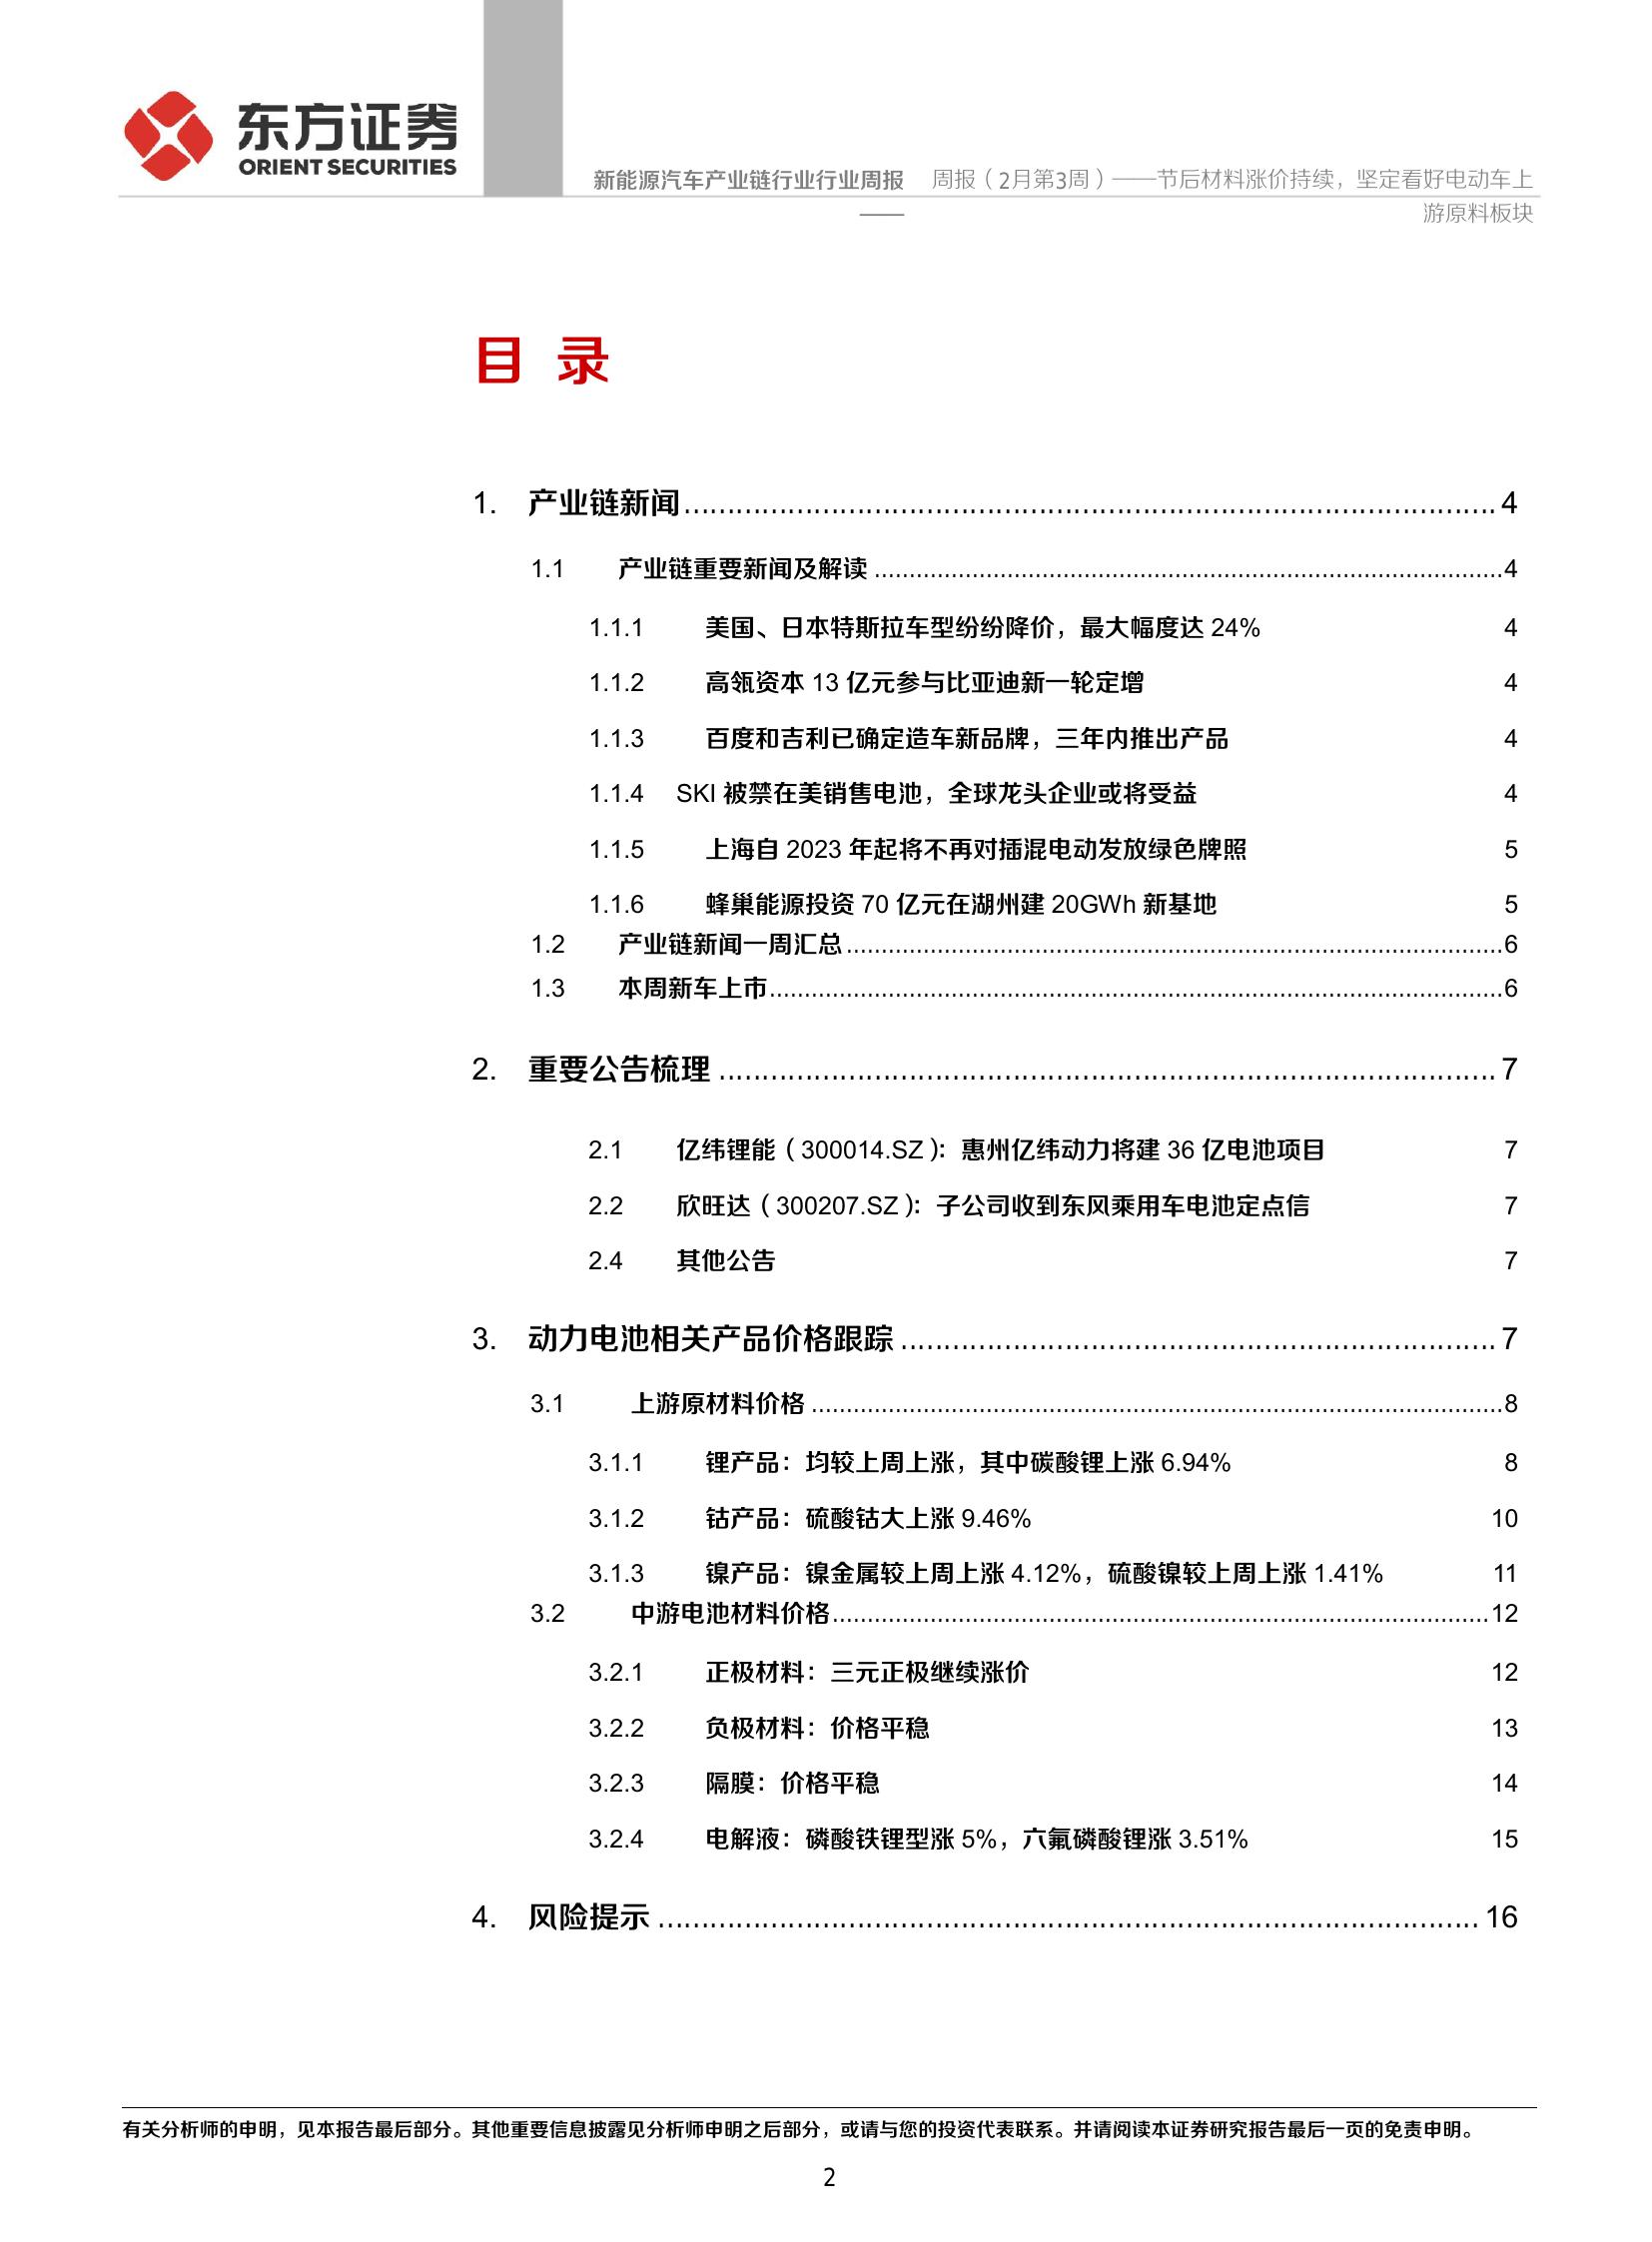 东方证券
ORIENT SECURITIES
新能源汽车产业链行业行业周报 周报（2月第3周）——节后材料涨价持续，坚定看好电动车上
—— 游原料板块
目 录
1. 产业链新闻 4
1.1 产业链重要新闻及解读 4
1.1.1 美国、日本特斯拉车型纷纷降价，最大幅度达 24% 4
1.1.2 高瓴资本 13 亿元参与比亚迪新一轮定增 4
1.1.3 百度和吉利已确定造车新品牌，三年内推出产品 4
1.1.4 SKI 被禁在美销售电池，全球龙头企业或将受益 4
1.1.5 上海自 2023 年起将不再对插混电动发放绿色牌照 5
1.1.6 蜂巢能源投资 70 亿元在湖州建 20GWh 新基地 5
1.2 产业链新闻一周汇总 6
1.3 本周新车上市 6
2. 重要公告梳理 7
2.1 亿纬锂能（300014.SZ）：惠州亿纬动力将建 36 亿电池项目 7
2.2 欣旺达（300207.SZ）：子公司收到东风乘用车电池定点信 7
2.4 其他公告 7
3. 动力电池相关产品价格跟踪 7
3.1 上游原材料价格 8
3.1.1 锂产品：均较上周上涨，其中碳酸锂上涨 6.94% 8
3.1.2 钴产品：硫酸钴大上涨 9.46% 10
3.1.3 镍产品：镍金属较上周上涨 4.12%，硫酸镍较上周上涨 1.41% 11
3.2 中游电池材料价格 12
3.2.1 正极材料：三元正极继续涨价 12
3.2.2 负极材料：价格平稳 13
3.2.3 隔膜：价格平稳 14
3.2.4 电解液：磷酸铁锂型涨 5%，六氟磷酸锂涨 3.51% 15
4. 风险提示 16
有关分析师的申明，见本报告最后部分。其他重要信息披露见分析师申明之后部分，或请与您的投资代表联系。并请阅读本证券研究报告最后一页的免责申明。
2